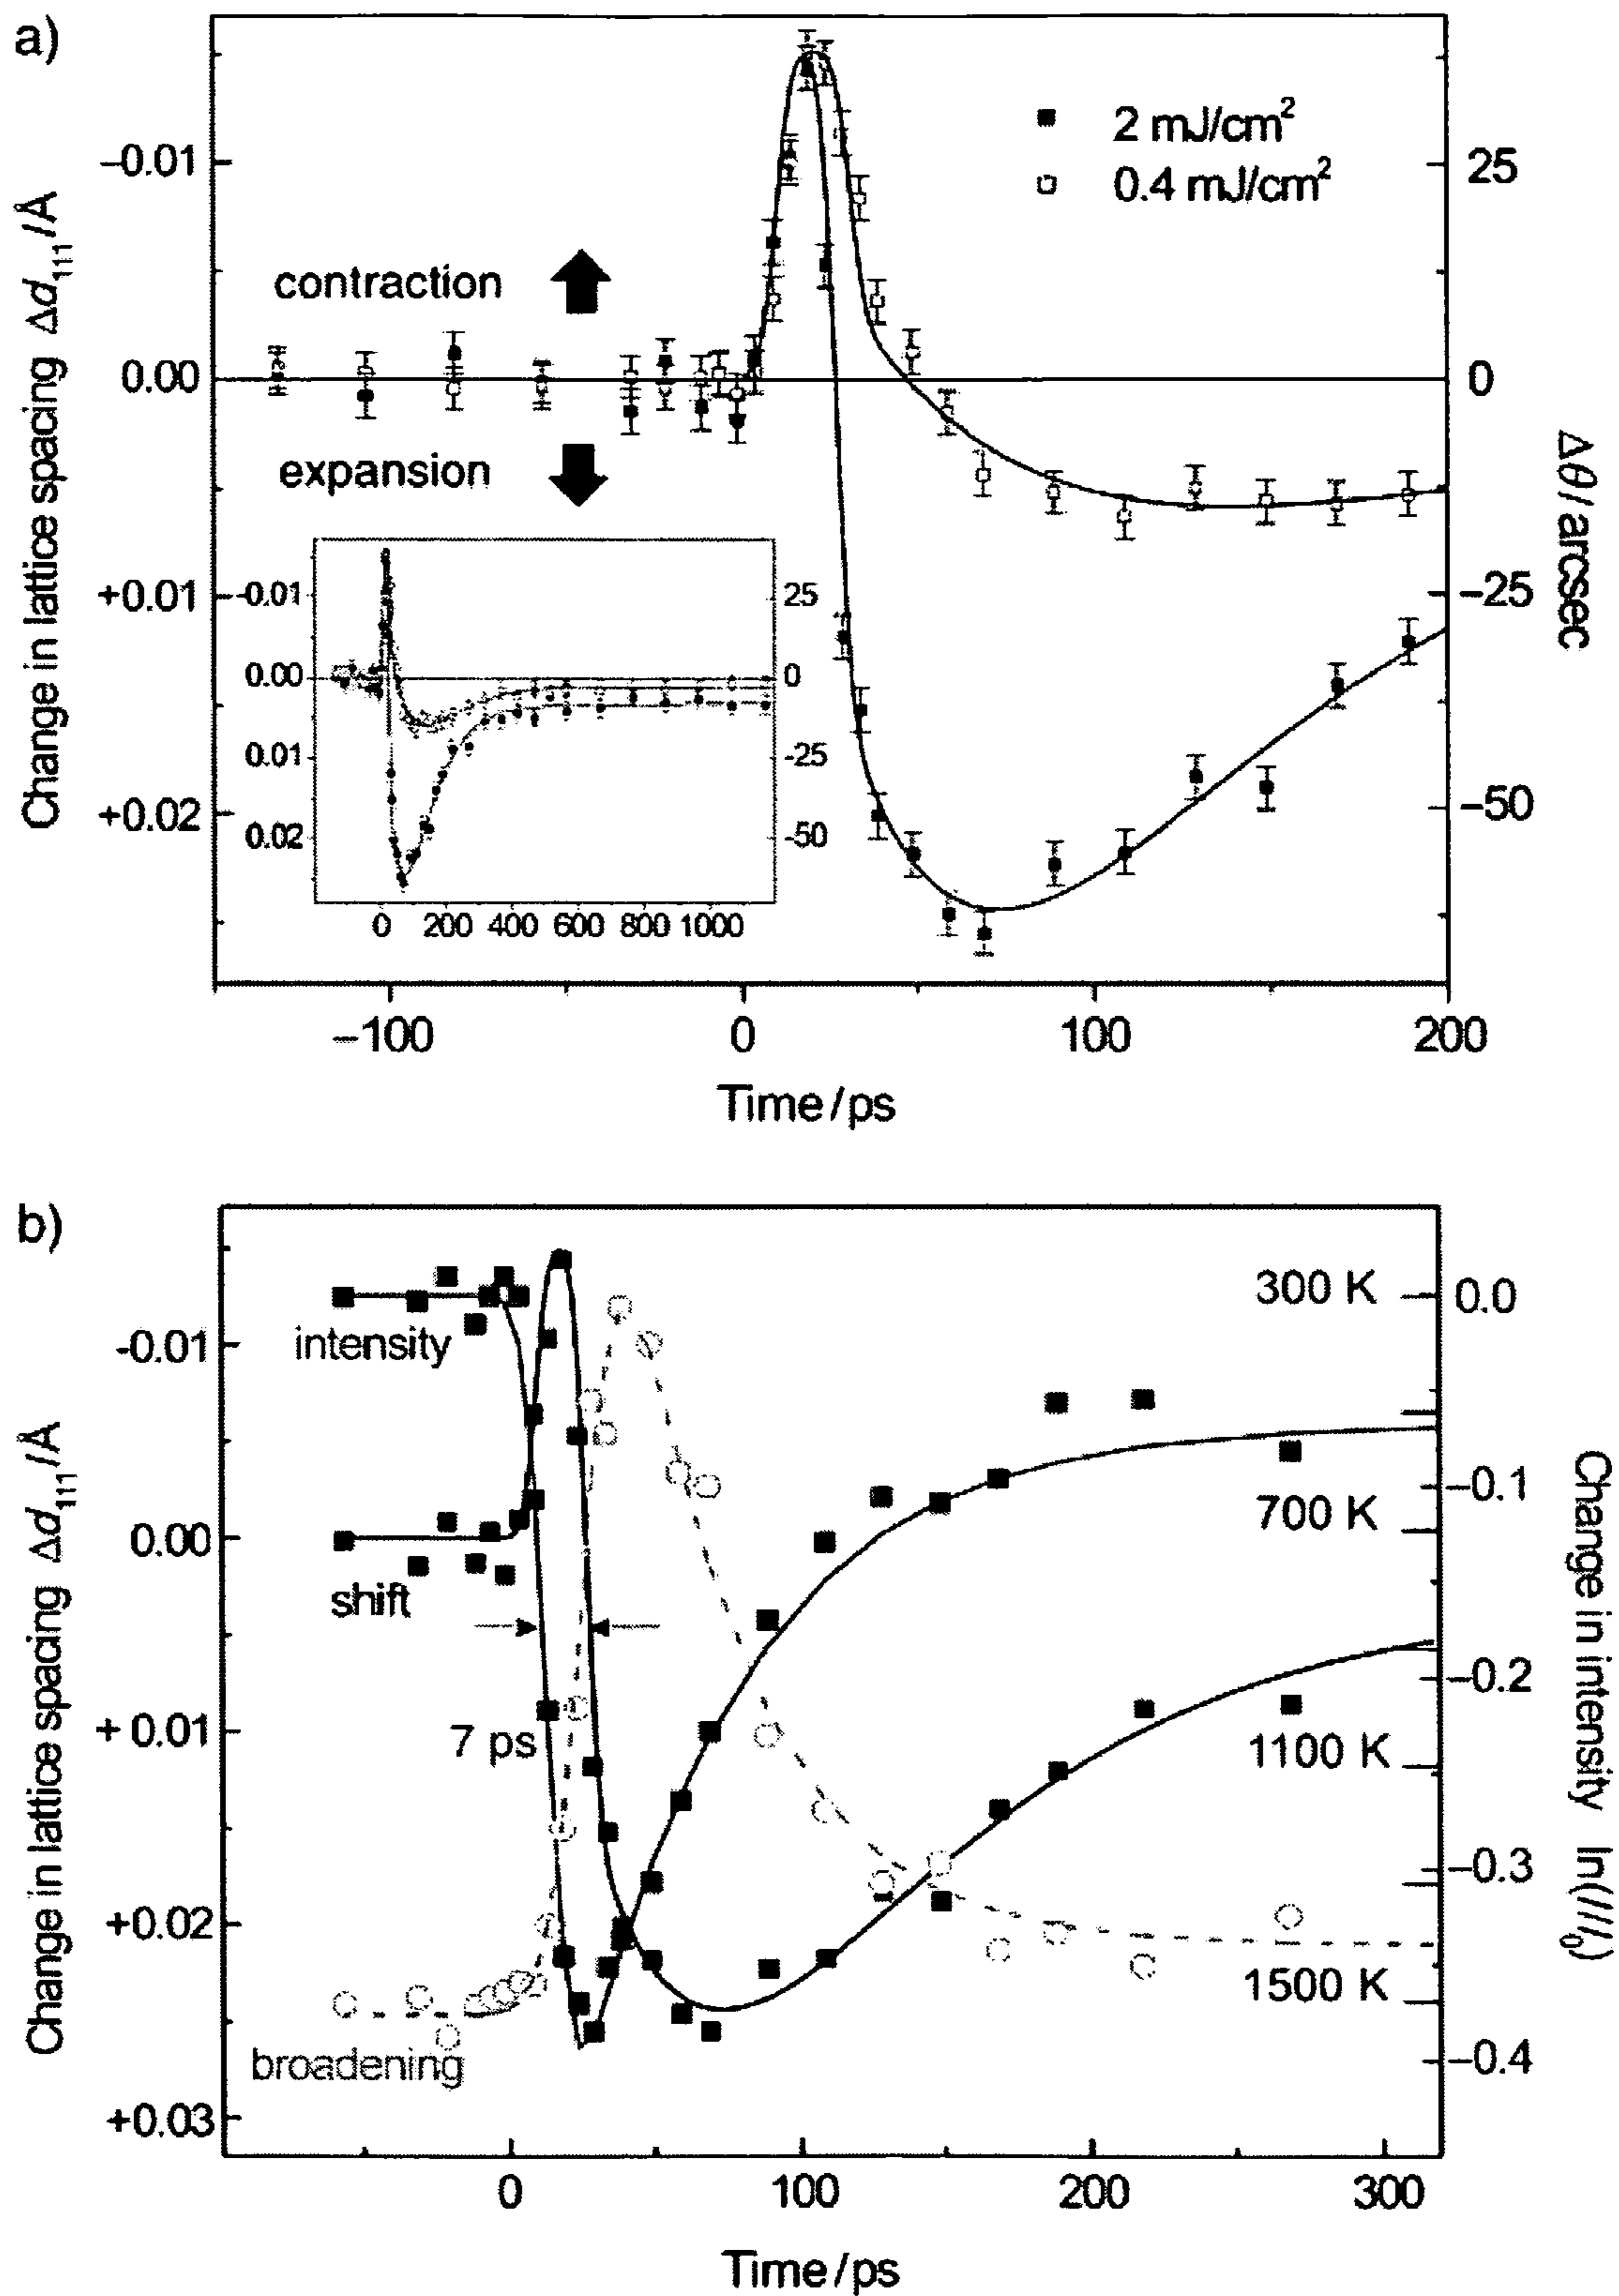 a)
2 mJ/cm²
0.4 mJ/cm²
contraction
expansion
Change in lattice spacing Δd₁₁₁/Å
–0.01
0.00
+0.01
+0.02
25
0
–25
–50
Δθ/arcsec
-0.01
0.00
0.01
0.02
25
0
-25
-50
0 200 400 600 800 1000
–100 0 100 200
Time/ps
b)
intensity
shift
7 ps
broadening
300 K
700 K
1100 K
1500 K
Change in lattice spacing Δd₁₁₁/Å
-0.01
0.00
+0.01
+0.02
+0.03
0.0
–0.1
–0.2
–0.3
–0.4
Change in intensity ln(I/I₀)
0 100 200 300
Time/ps